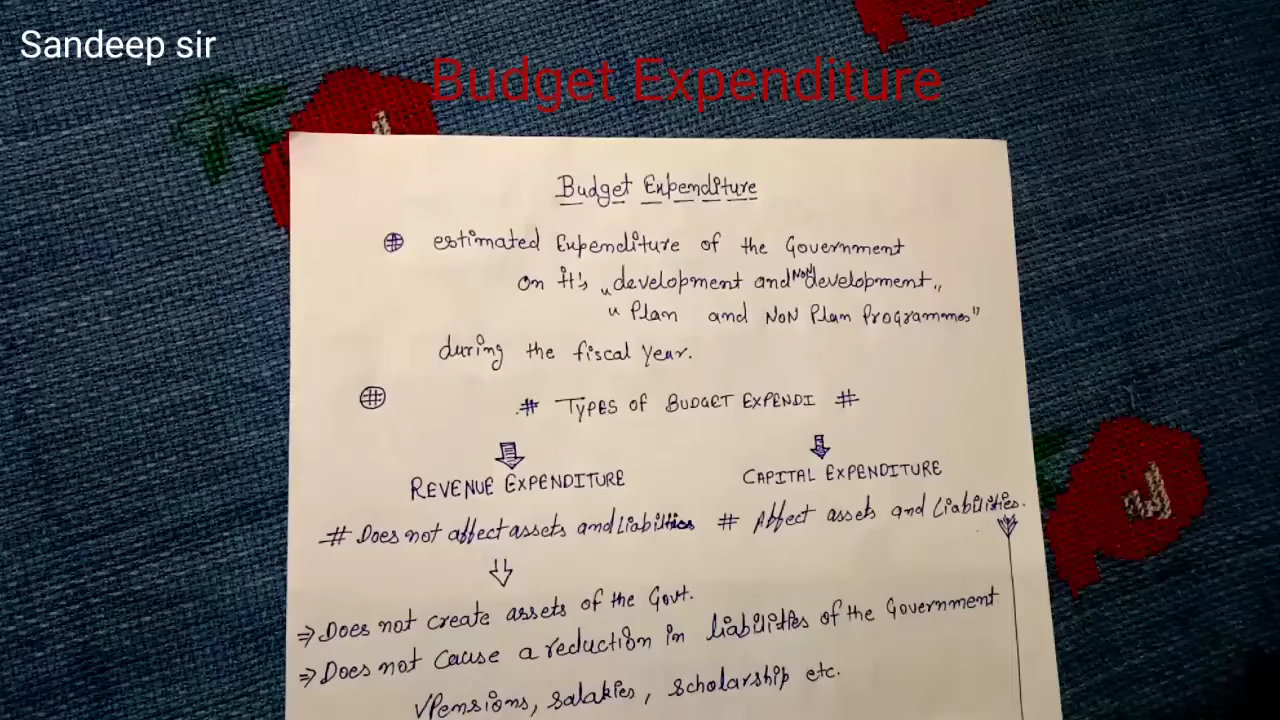 Sandeep sir
Budget Expenditure
Budget Expenditure
estimated Expenditure of the Government
on it's „development and Non development„
" Plan and NoN Plan Programmes"
during the fiscal year.
# TYPES OF BUDGET EXPENDI #
REVENUE EXPENDITURE
CAPITAL EXPENDITURE
# Does not affect assets and Liabilities
# Affect assets and Liabilities.
⇒ Does not create assets of the Govt.
⇒ Does not cause a reduction in liabilities of the Government
√Pensions, salaries, scholarship etc.